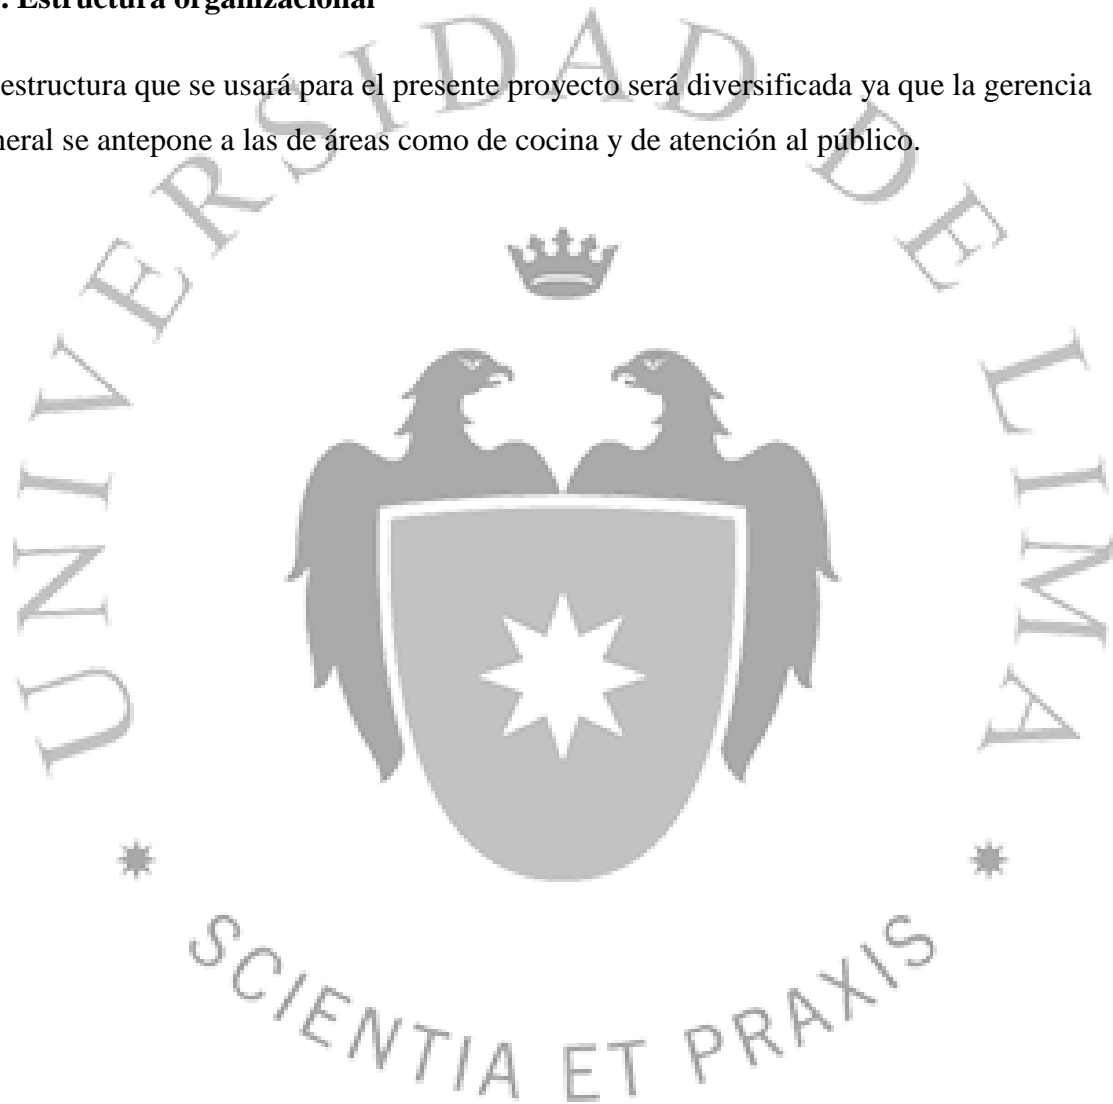 . Estructura organizacional
estructura que se usará para el presente proyecto será diversificada ya que la gerencia
neral se antepone a las de áreas como de cocina y de atención al público.
UNIVERSIDAD DE LIMA
SCIENTIA ET PRAXIS